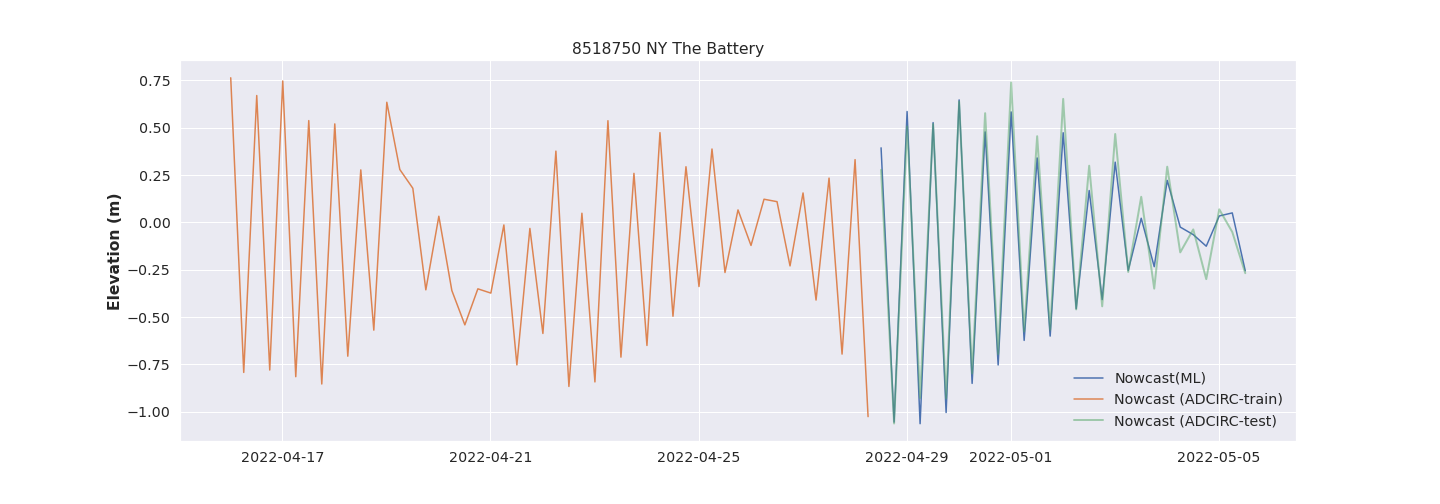 8518750 NY The Battery
Elevation (m)
0.75
0.50
0.25
0.00
−0.25
−0.50
−0.75
−1.00
2022-04-17
2022-04-21
2022-04-25
2022-04-29
2022-05-01
2022-05-05
Nowcast(ML)
Nowcast (ADCIRC-train)
Nowcast (ADCIRC-test)